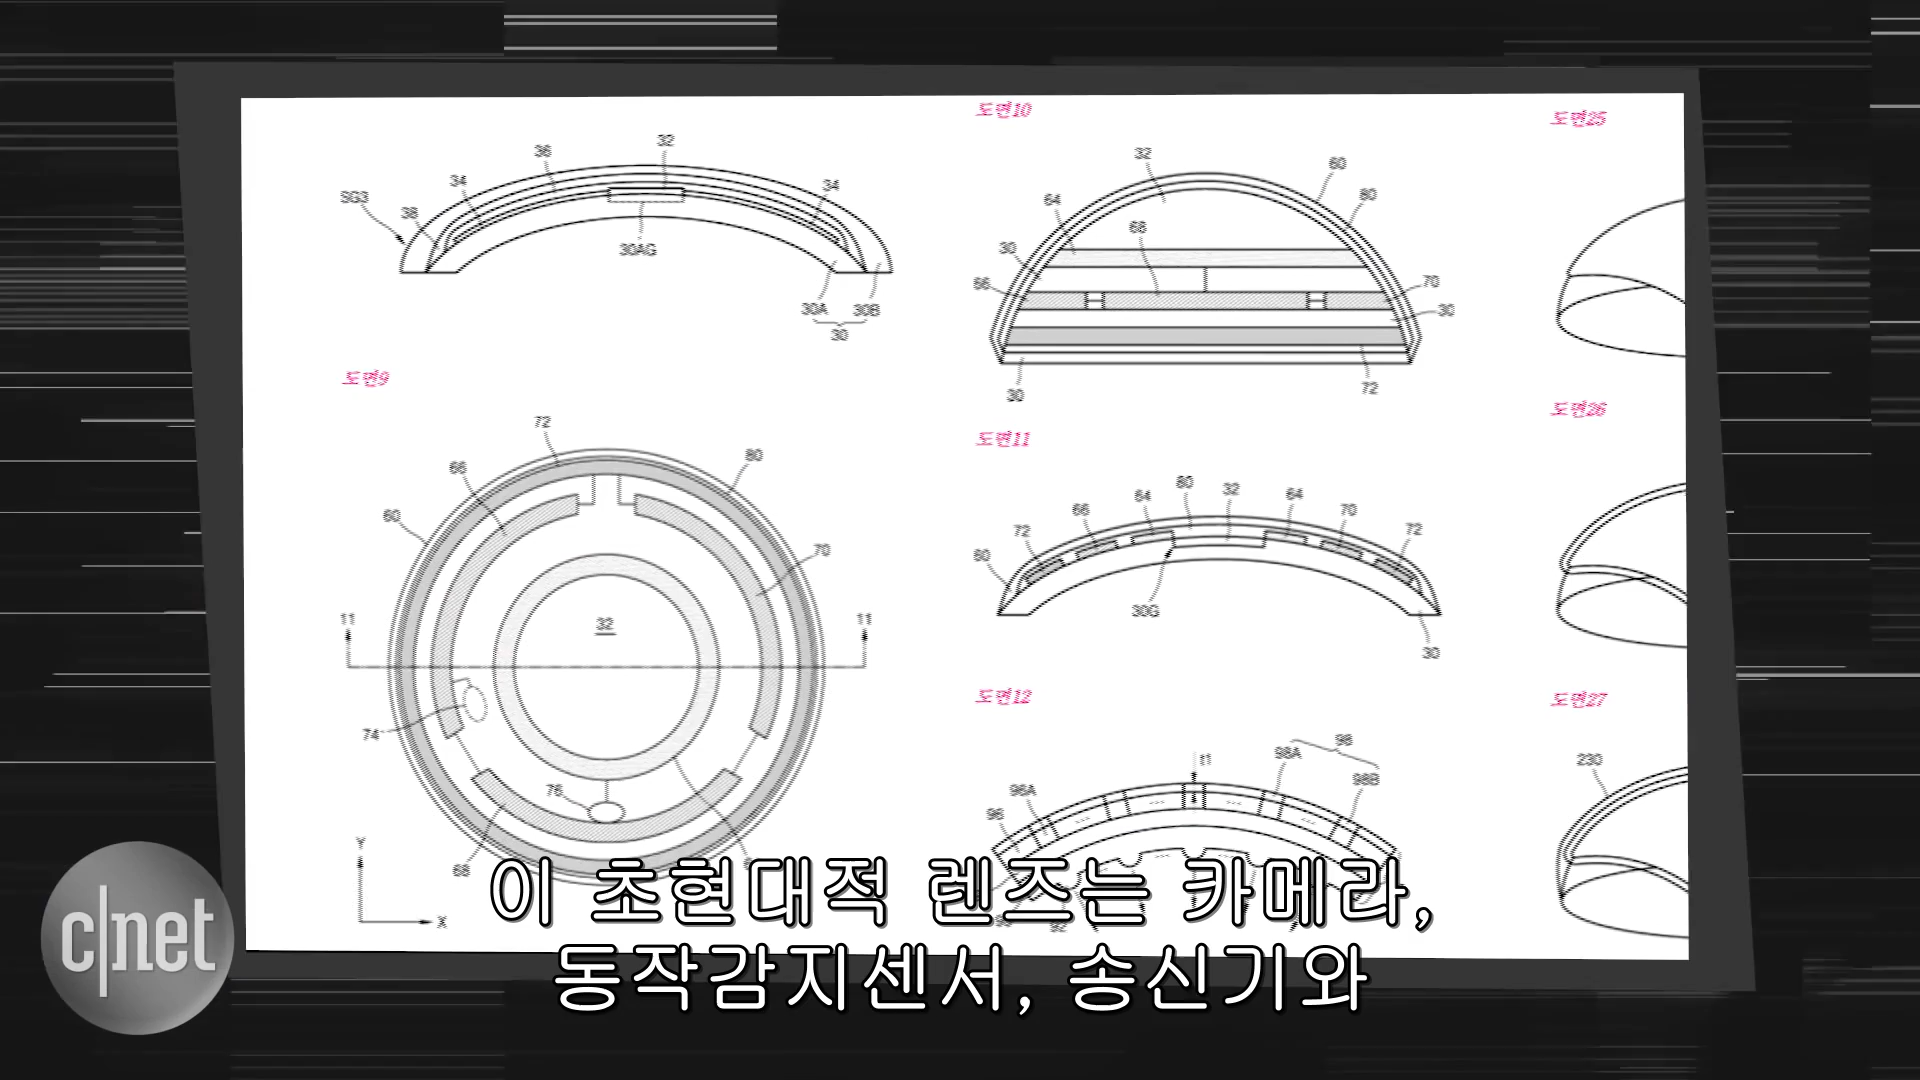 도면10
도면25
36
32
34
34
SG3
38
30AG
30A
30B
30
32
60
80
64
68
30
66
70
30
30
72
도면9
도면26
도면11
72
66
80
60
70
11
11
32
74
76
68
Y
X
80
64
32
64
66
70
72
72
60
30G
30
도면12
도면27
98
t1
98A
98B
96A
96
230
92
c|net
이 초현대적 렌즈는 카메라,
동작감지센서, 송신기와